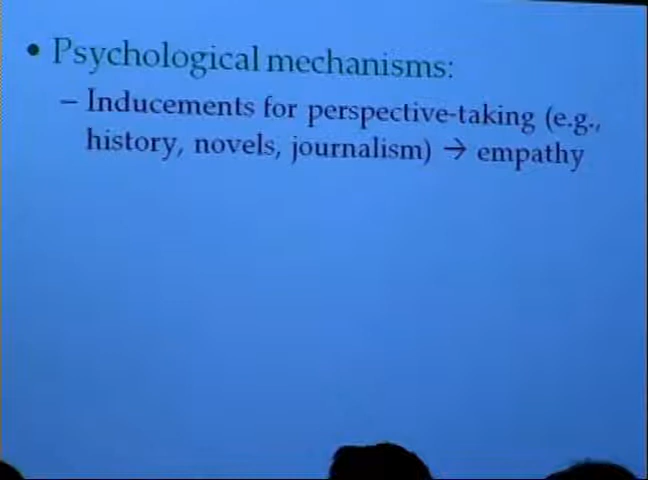 • Psychological mechanisms:
– Inducements for perspective-taking (e.g.,
history, novels, journalism) → empathy